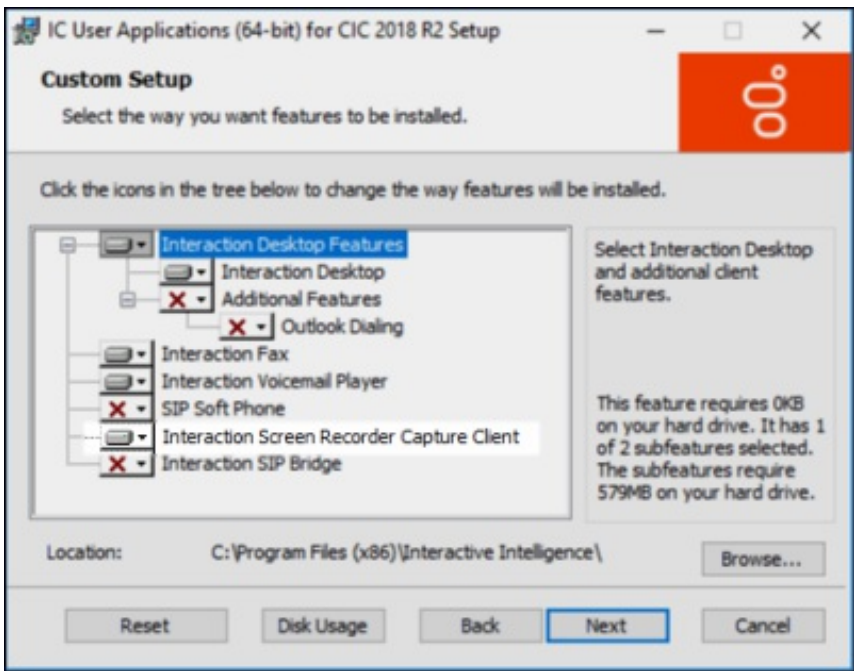 IC User Applications (64-bit) for CIC 2018 R2 Setup
Custom Setup
Select the way you want features to be installed.
Click the icons in the tree below to change the way features will be installed.
Interaction Desktop Features
Interaction Desktop
Additional Features
Outlook Dialing
Interaction Fax
Interaction Voicemail Player
SIP Soft Phone
Interaction Screen Recorder Capture Client
Interaction SIP Bridge
Select Interaction Desktop
and additional client
features.
This feature requires 0KB
on your hard drive. It has 1
of 2 subfeatures selected.
The subfeatures require
579MB on your hard drive.
Location: C:\Program Files (x86)\Interactive Intelligence\
Browse...
Reset Disk Usage Back Next Cancel